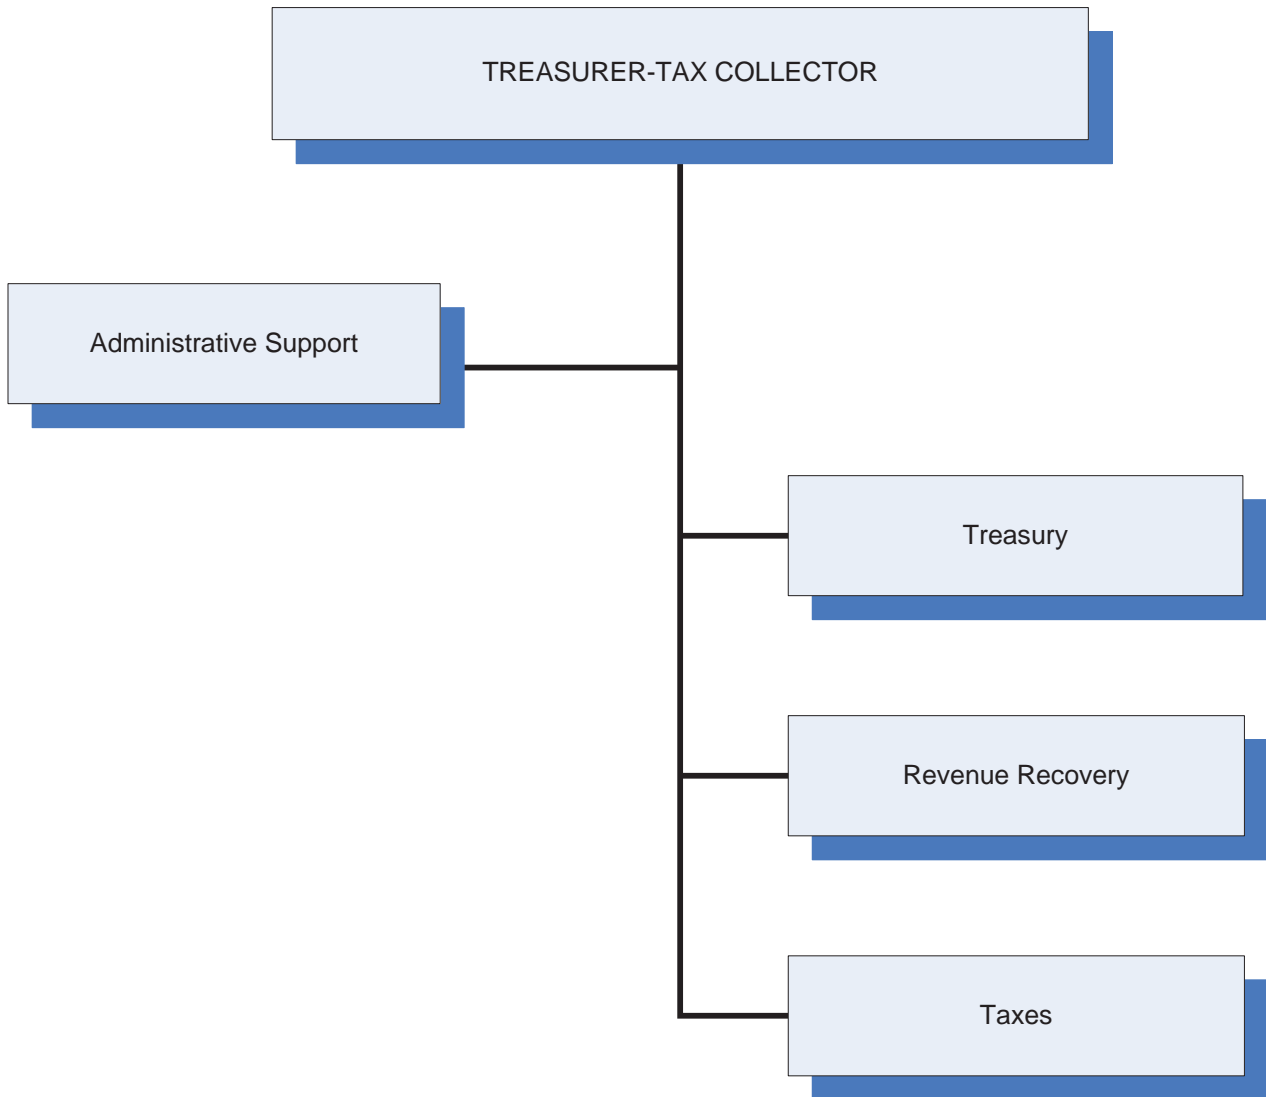 TREASURER-TAX COLLECTOR
Administrative Support
Treasury
Revenue Recovery
Taxes